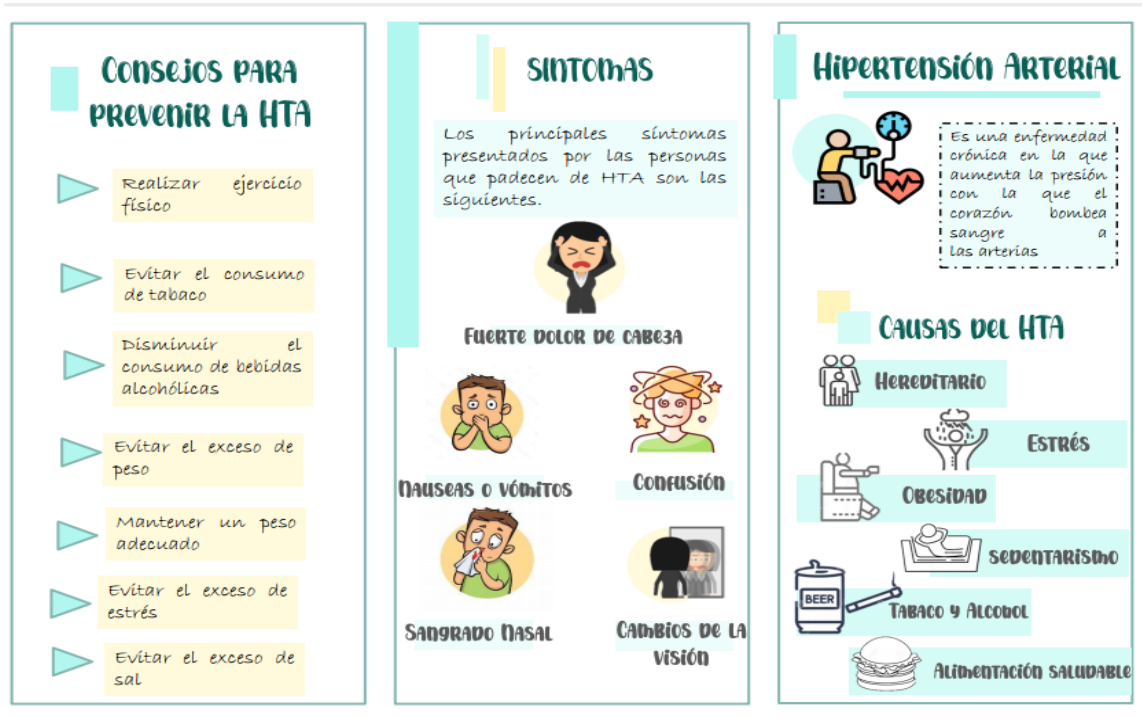 Consejos para
prevenir la HTA
Realizar ejercicio
físico
Evitar el consumo
de tabaco
Disminuir el
consumo de bebidas
alcohólicas
Evitar el exceso de
peso
Mantener un peso
adecuado
Evitar el exceso de
estrés
Evitar el exceso de
sal
SINTOMAS
Los principales síntomas
presentados por las personas
que padecen de HTA son las
siguientes.
Fuerte dolor de cabeza
Nauseas o vómitos
Confusión
Sangrado Nasal
Cambios de la
visión
Hipertensión Arterial
Es una enfermedad
crónica en la que
aumenta la presión
con la que el
corazón bombea
sangre a
las arterias
Causas del HTA
Hereditario
Estrés
Obesidad
sedentarismo
BEER
Tabaco y Alcohol
Alimentación saludable